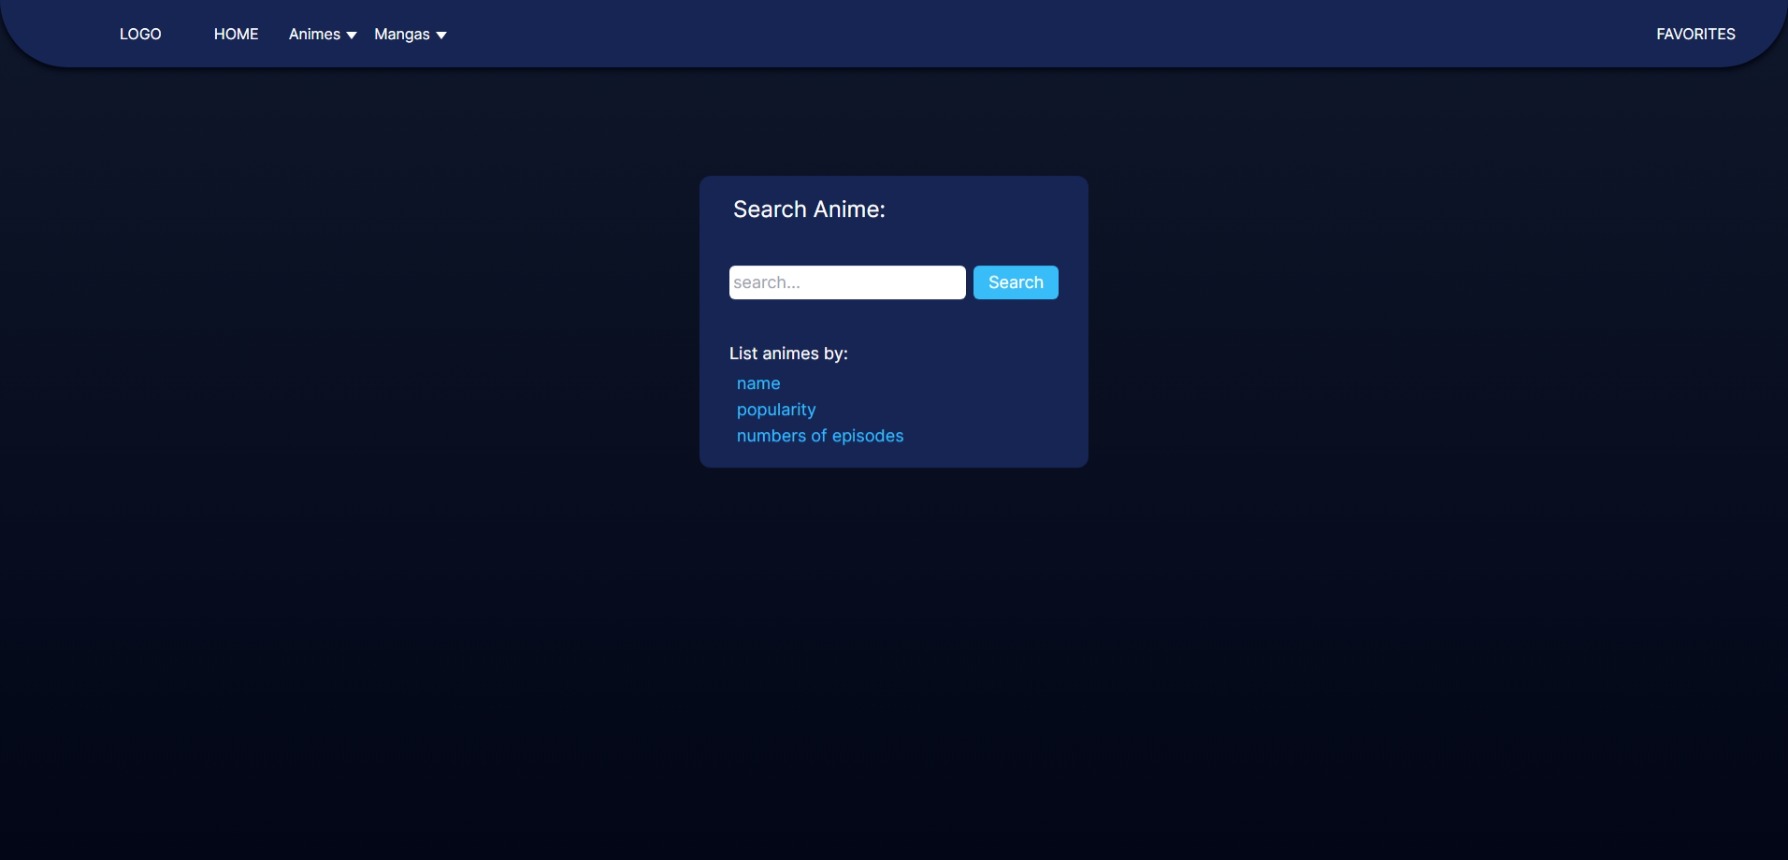 LOGO HOME Animes Mangas FAVORITES
Search Anime:
search... Search
List animes by:
name
popularity
numbers of episodes